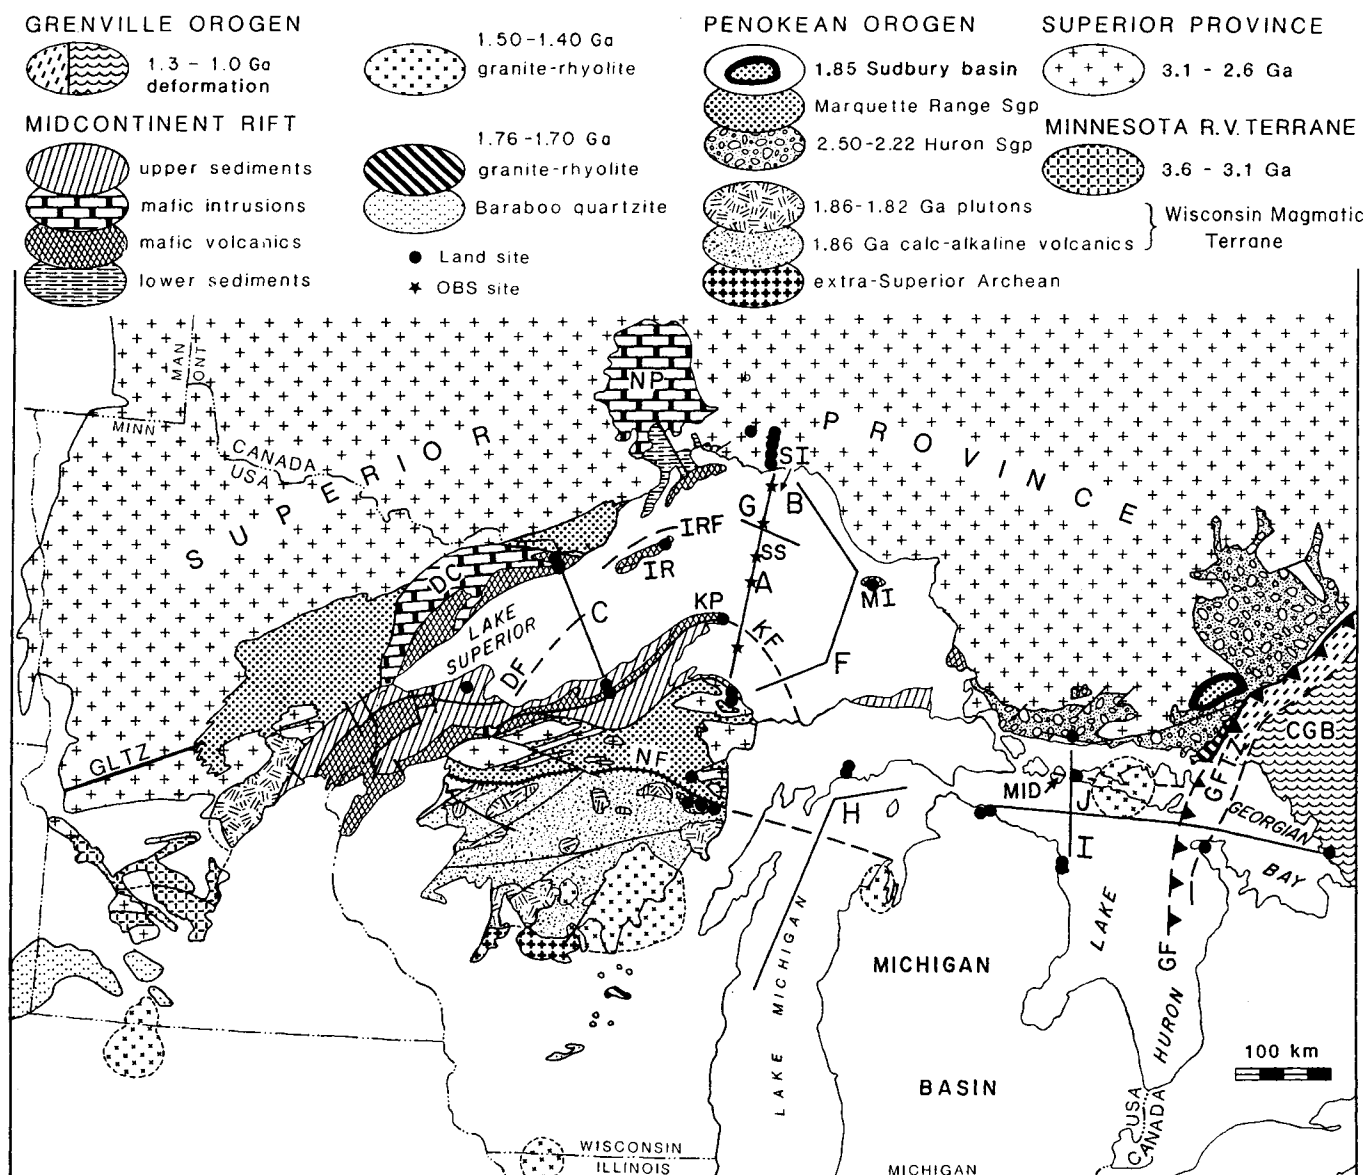 GRENVILLE OROGEN
1.3 - 1.0 Ga
deformation
MIDCONTINENT RIFT
upper sediments
mafic intrusions
mafic volcanics
lower sediments
1.50-1.40 Ga
granite-rhyolite
1.76-1.70 Ga
granite-rhyolite
Baraboo quartzite
Land site
OBS site
PENOKEAN OROGEN
1.85 Sudbury basin
Marquette Range Sgp
2.50-2.22 Huron Sgp
1.86-1.82 Ga plutons
1.86 Ga calc-alkaline volcanics
extra-Superior Archean
SUPERIOR PROVINCE
3.1 - 2.6 Ga
MINNESOTA R.V. TERRANE
3.6 - 3.1 Ga
Wisconsin Magmatic
Terrane
MAN
ONT
MINN
CANADA
USA
SUPERIOR
PROVINCE
NP
SI
B
G
IRF
IR
SS
A
MI
DC
C
KP
KF
F
LAKE
SUPERIOR
DF
GLTZ
NF
H
MID
J
I
GFTZ
CGB
GEORGIAN
BAY
LAKE
HURON
GF
LAKE MICHIGAN
MICHIGAN
BASIN
100 km
USA
CANADA
WISCONSIN
ILLINOIS
MICHIGAN